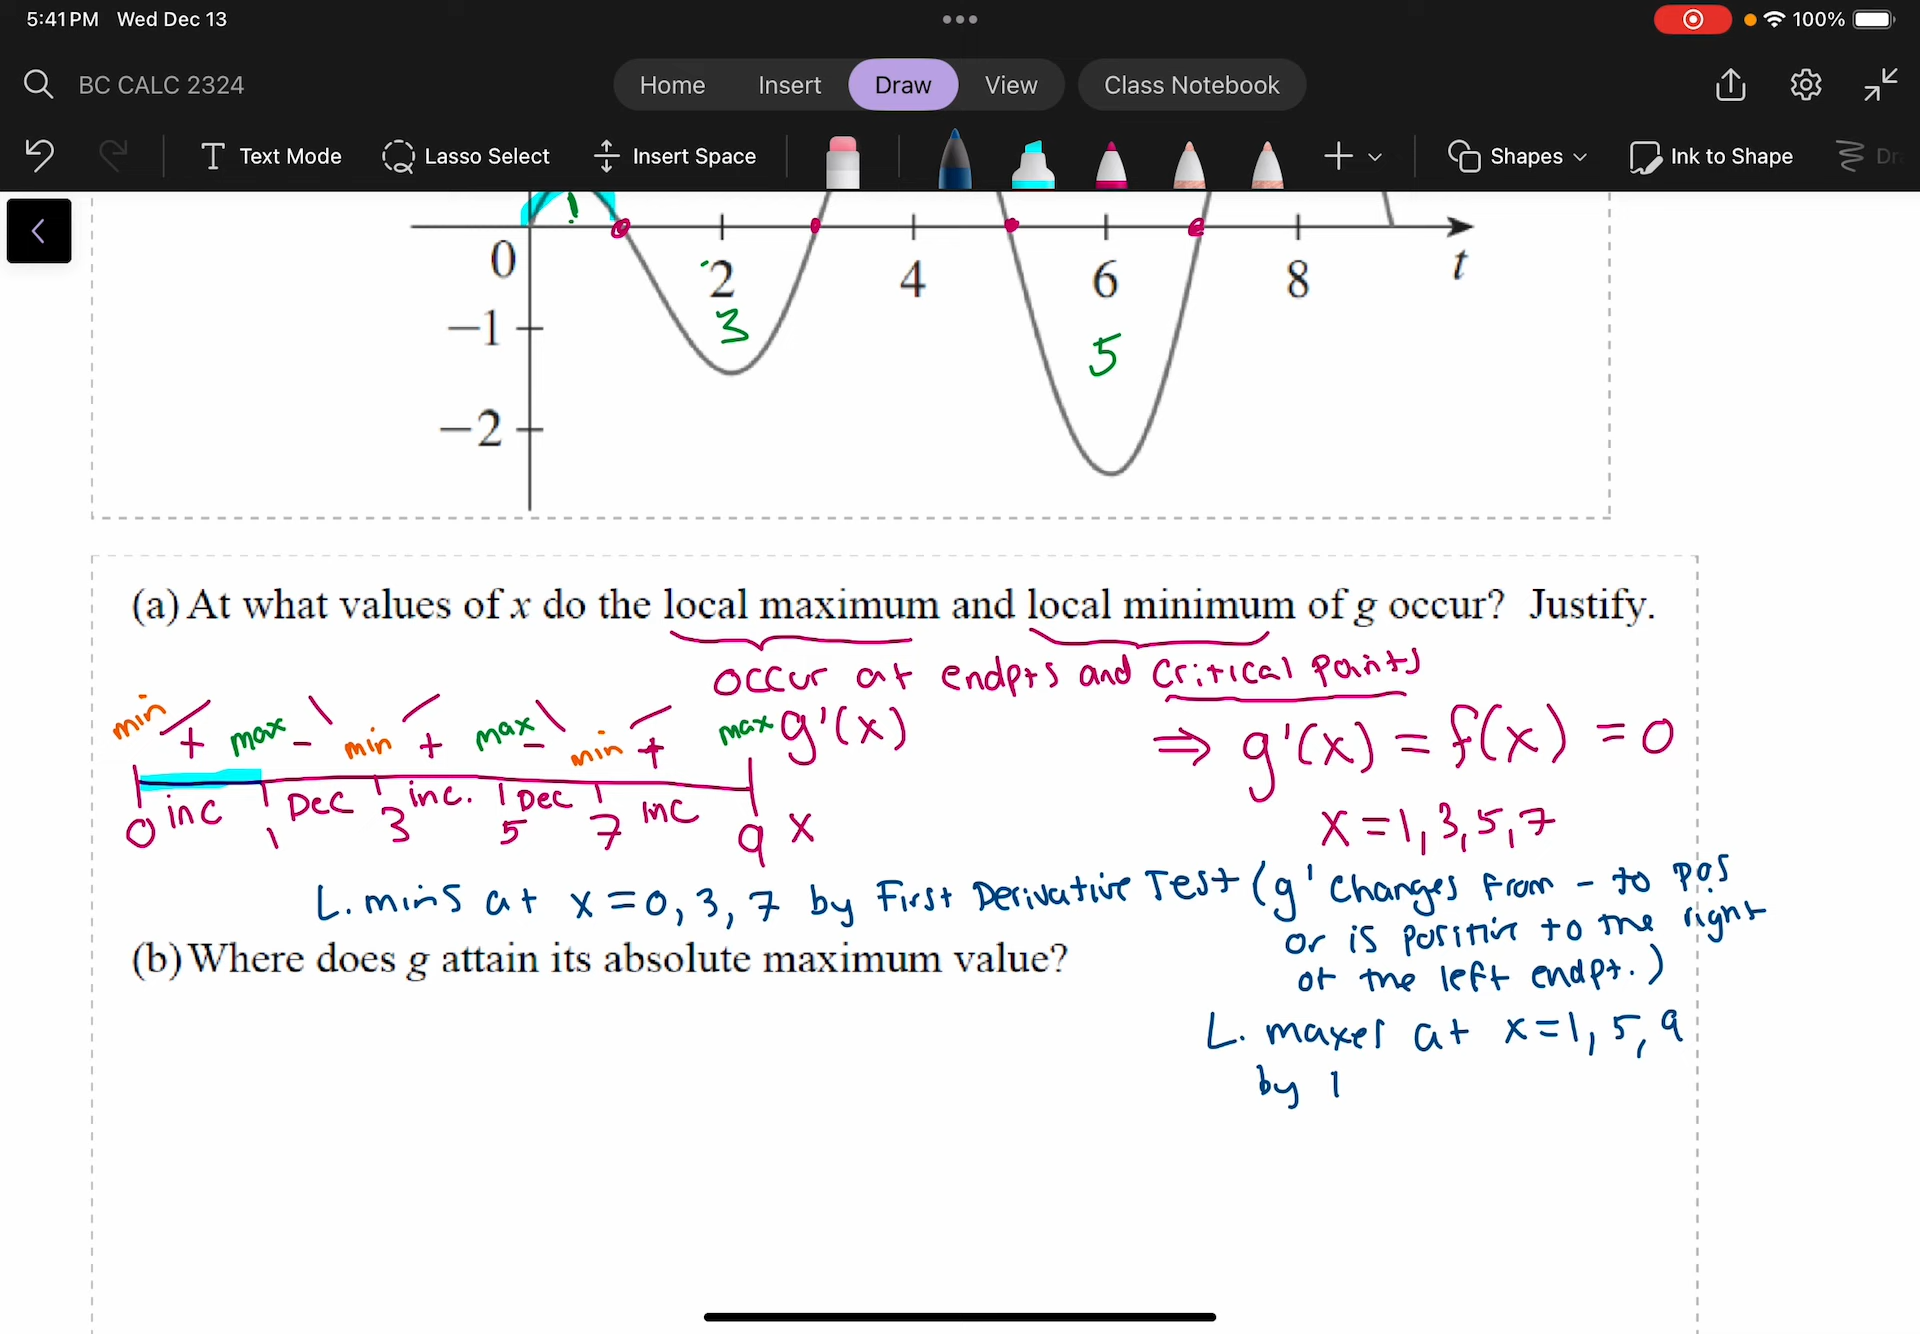 5:41 PM Wed Dec 13
100%
BC CALC 2324
Home Insert Draw View Class Notebook
Text Mode Lasso Select Insert Space Shapes Ink to Shape Dr
1
0 2 4 6 8 t
3
5
−1
−2
(a) At what values of x do the local maximum and local minimum of g occur? Justify.
occur at endpts and critical points
min + max − min + max − min + max g'(x)
⇒ g'(x) = f(x) = 0
inc Dec inc. Dec inc
0 1 3 5 7 9 x
x = 1, 3, 5, 7
L. mins at x = 0, 3, 7 by First Derivative Test (g' changes from − to pos
or is positive to the right
of the left endpt.)
(b) Where does g attain its absolute maximum value?
L. maxes at x = 1, 5, 9
by 1